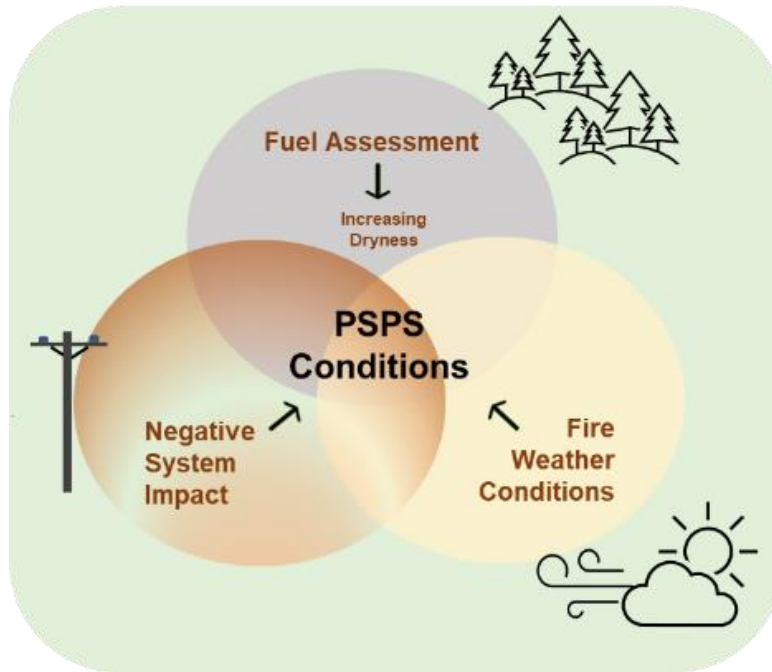 Fuel Assessment
Increasing
Dryness
PSPS
Conditions
Negative
System
Impact
Fire
Weather
Conditions